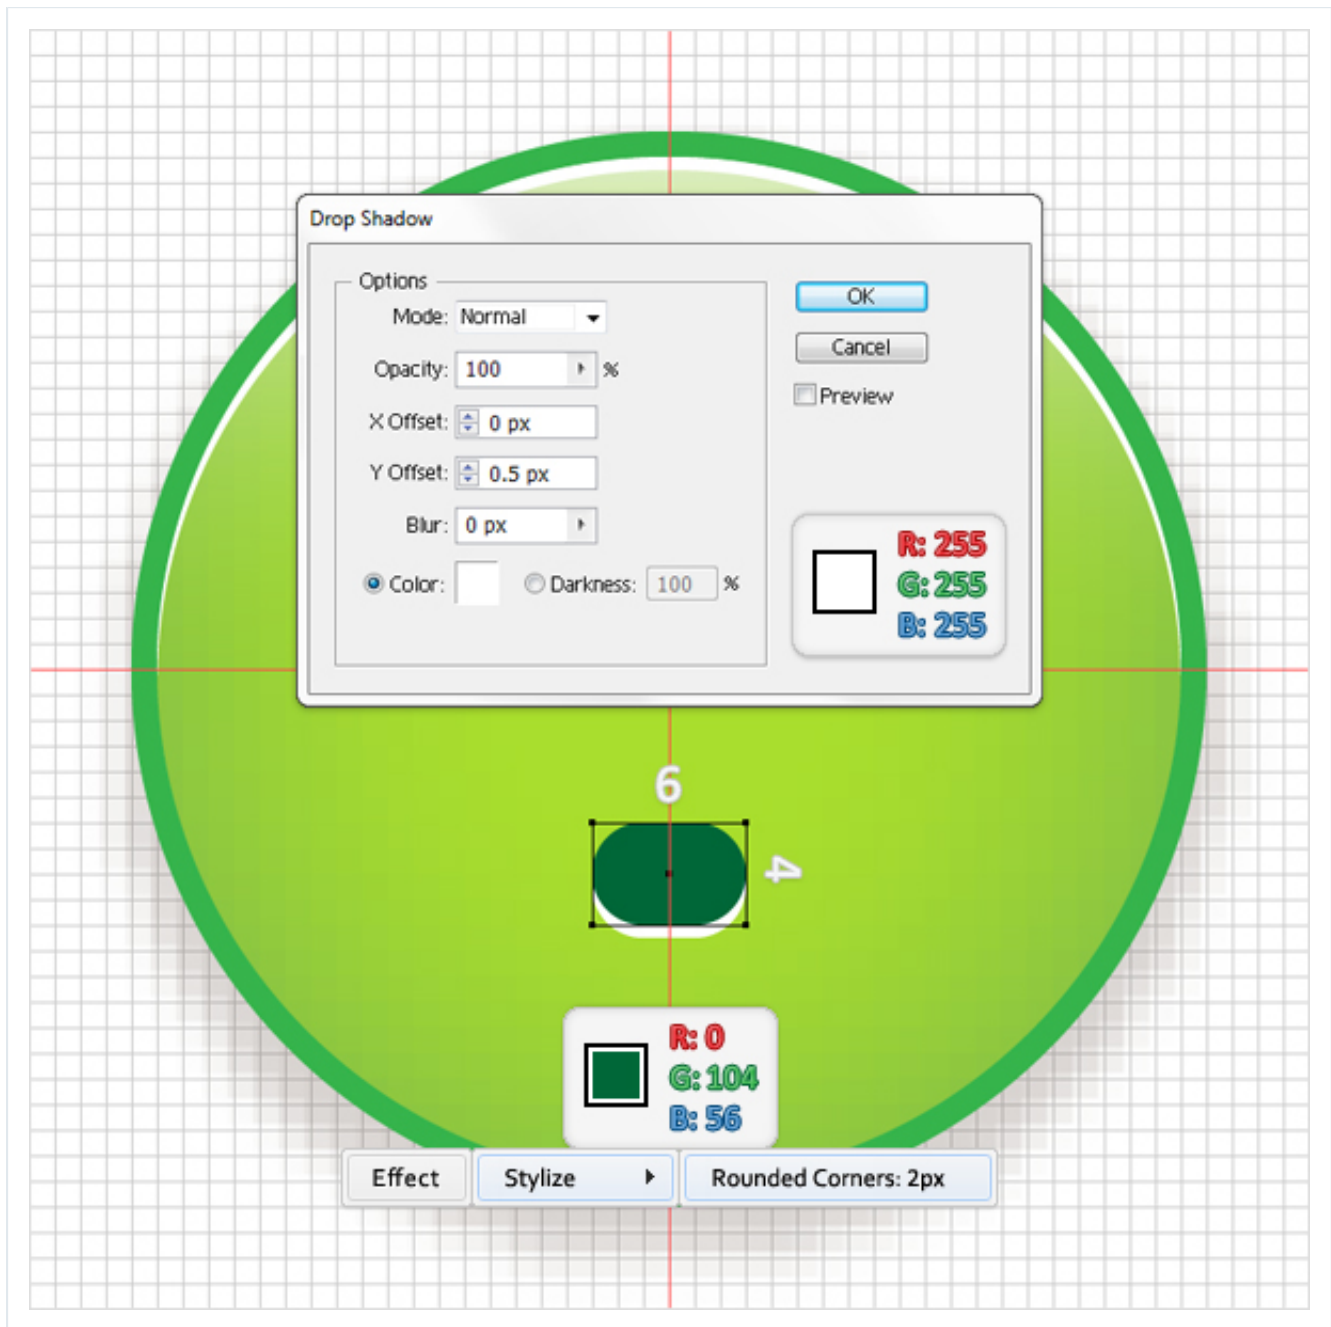 Drop Shadow
Options
Mode: Normal
OK
Opacity: 100 %
Cancel
Preview
X Offset: 0 px
Y Offset: 0.5 px
Blur: 0 px
Color: Darkness: 100 %
R: 255
G: 255
B: 255
6
4
R: 0
G: 104
B: 56
Effect Stylize Rounded Corners: 2px